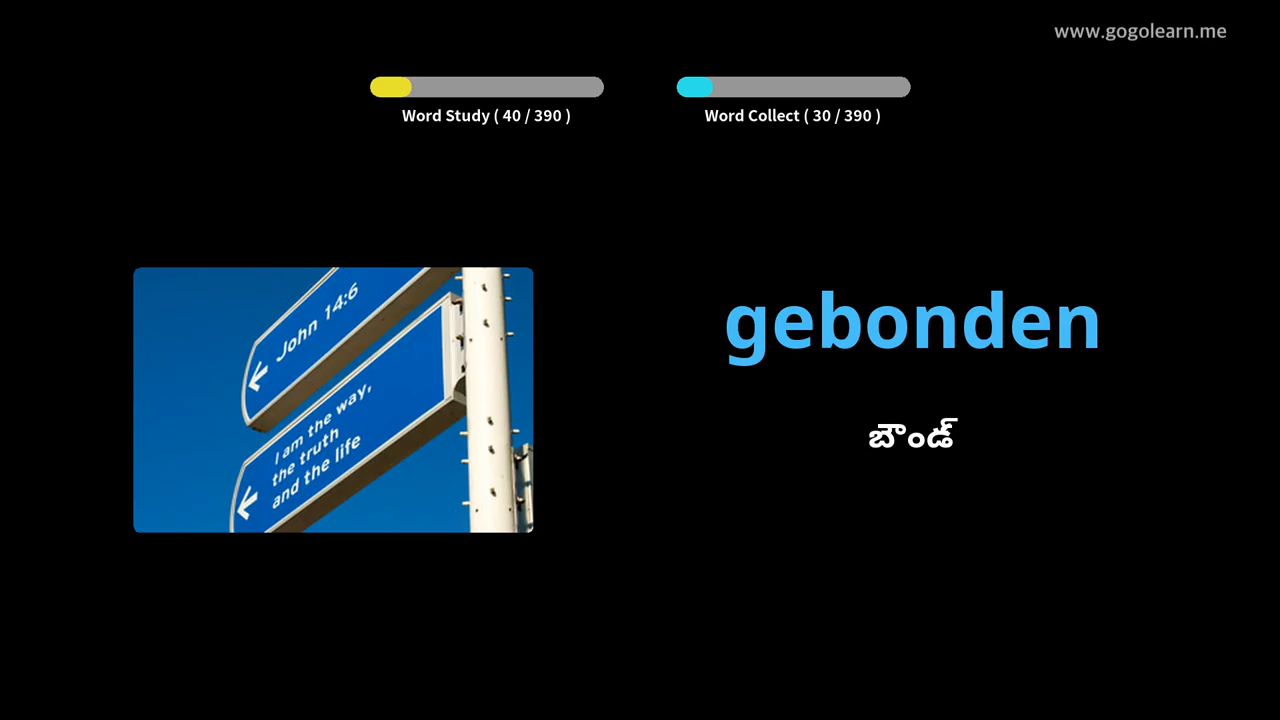 www.gogolearn.me
Word Study ( 40 / 390 )
Word Collect ( 30 / 390 )
John 14:6
I am the way,
the truth
and the life
gebonden
బౌండ్